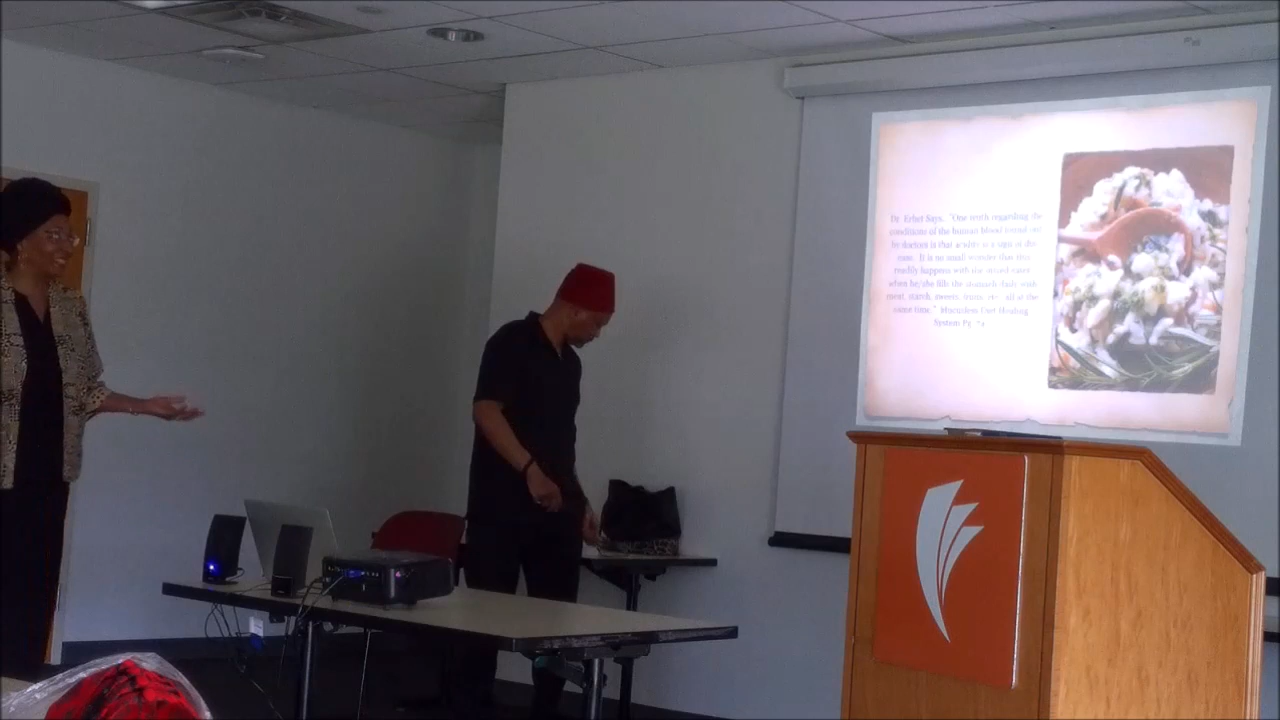 Dr. Erhet Says, "One truth regarding the
conditions of the human blood found out
by doctors is that acidity is a sign of dis-
ease. It is no small wonder that this
readily happens with the mixed eater
when he/she fills the stomach daily with
meat, starch, sweets, fruits, etc. all at the
same time." Mucusless Diet Healing
System Pg. 74